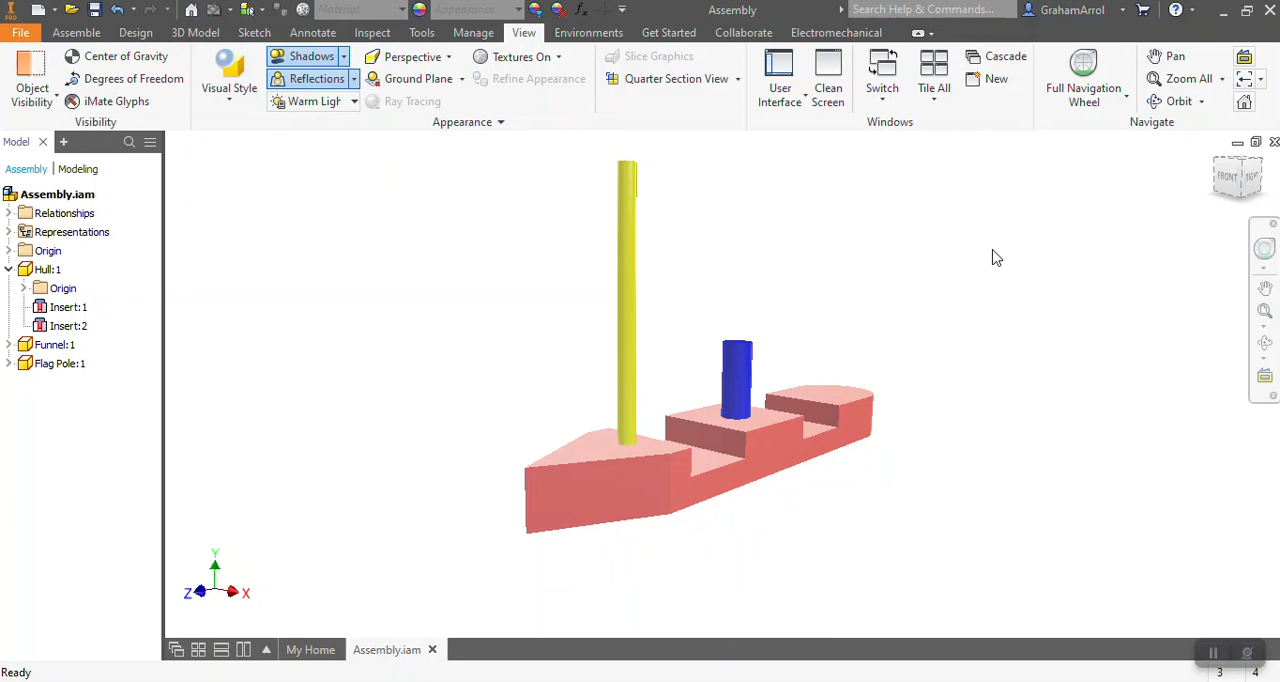 PRO
Material
Appearance
fx
Assembly
Search Help & Commands...
GrahamArrol
File
Assemble
Design
3D Model
Sketch
Annotate
Inspect
Tools
Manage
View
Environments
Get Started
Collaborate
Electromechanical
Object
Visibility
Center of Gravity
Degrees of Freedom
iMate Glyphs
Visibility
Visual Style
Shadows
Reflections
Warm Ligh
Perspective
Ground Plane
Ray Tracing
Textures On
Refine Appearance
Appearance
Slice Graphics
Quarter Section View
User
Interface
Clean
Screen
Switch
Tile All
Cascade
New
Windows
Full Navigation
Wheel
Pan
Zoom All
Orbit
Navigate
Model
Assembly
Modeling
Assembly.iam
Relationships
Representations
Origin
Hull:1
Origin
Insert:1
Insert:2
Funnel:1
Flag Pole:1
FRONT
RIGHT
Y
Z
X
My Home
Assembly.iam
Ready
3
4